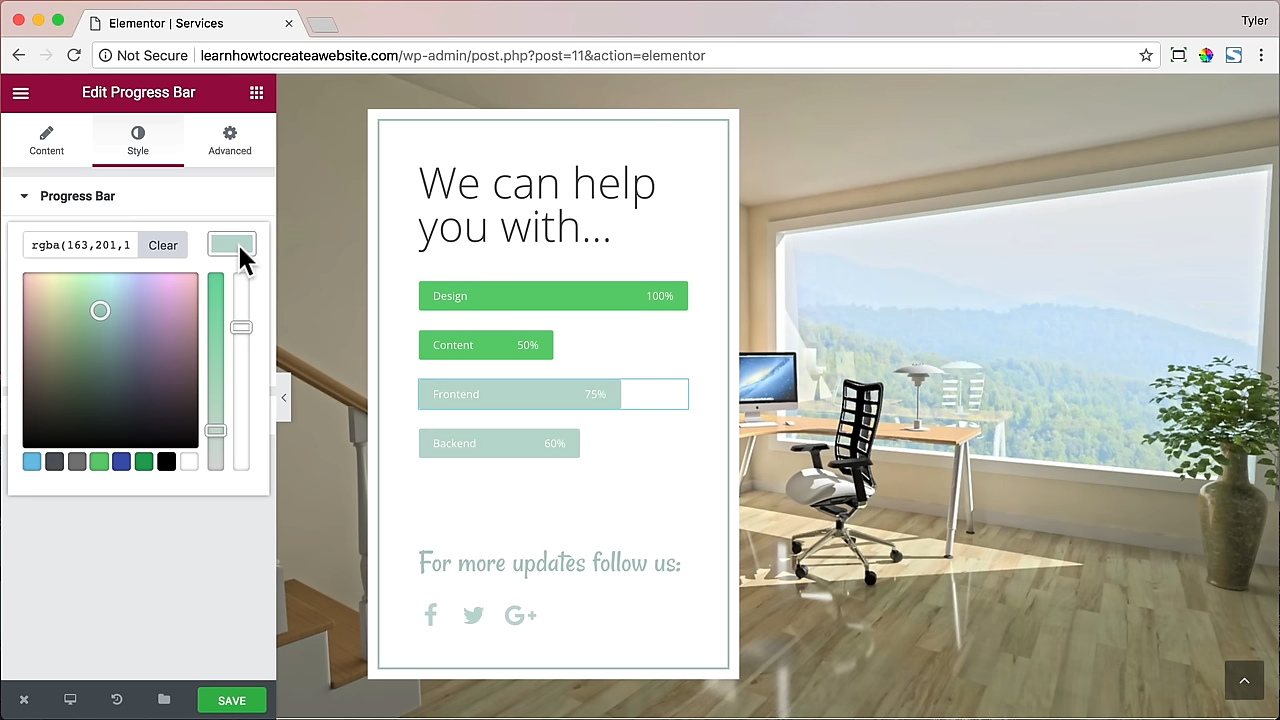 Elementor | Services
Tyler
Not Secure
learnhowtocreateawebsite.com/wp-admin/post.php?post=11&action=elementor
Edit Progress Bar
Content
Style
Advanced
Progress Bar
rgba(163,201,1
Clear
SAVE
We can help
you with...
Design 100%
Content 50%
Frontend 75%
Backend 60%
For more updates follow us:
G+